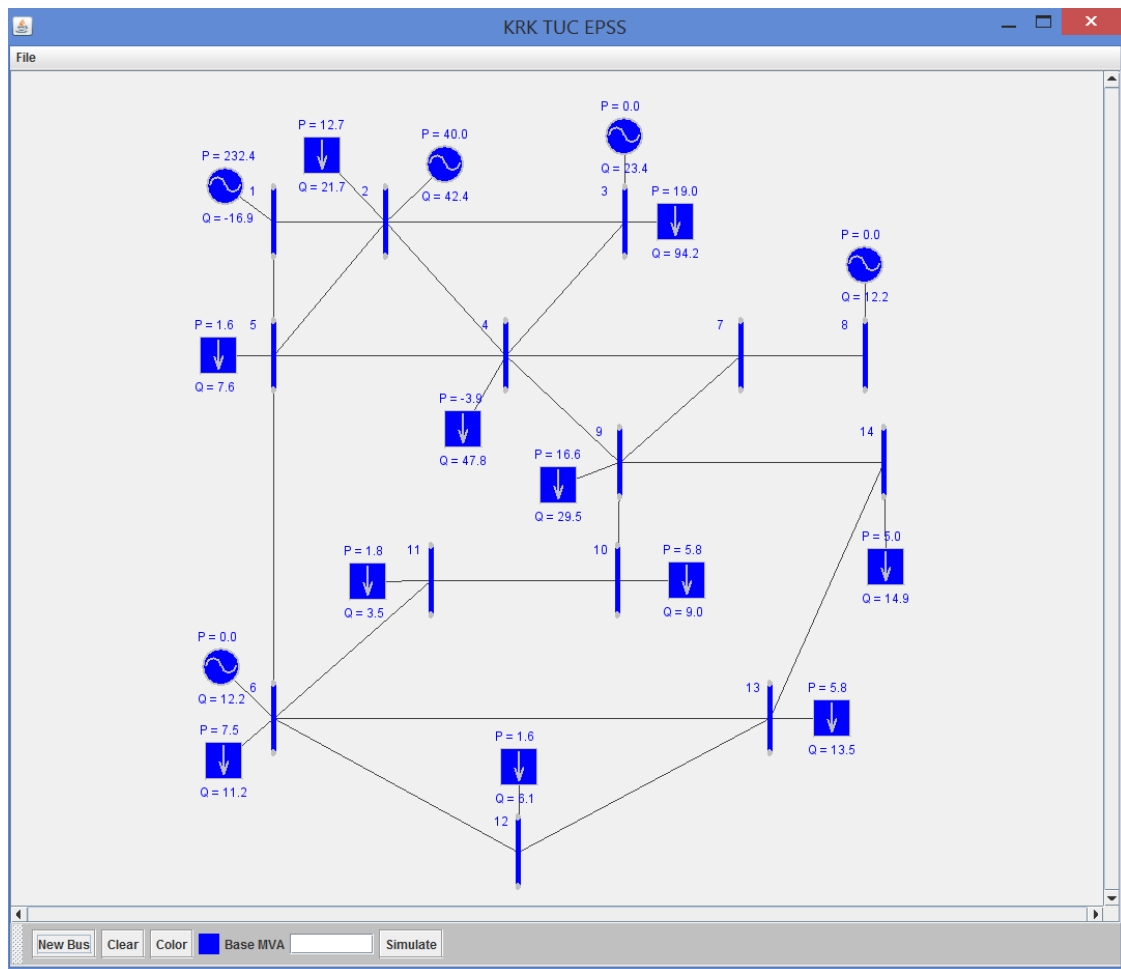 KRK TUC EPSS
File
P = 0.0
P = 12.7
P = 40.0
P = 232.4
Q = 23.4
1
Q = 21.7
2
Q = 42.4
3
P = 19.0
Q = -16.9
P = 0.0
Q = 94.2
Q = 12.2
P = 1.6
5
4
7
8
Q = 7.6
P = -3.9
9
14
Q = 47.8
P = 16.6
Q = 29.5
P = 5.0
P = 1.8
11
10
P = 5.8
Q = 3.5
Q = 9.0
Q = 14.9
P = 0.0
6
13
P = 5.8
Q = 12.2
P = 7.5
P = 1.6
Q = 13.5
Q = 11.2
Q = 6.1
12
New Bus
Clear
Color
Base MVA
Simulate